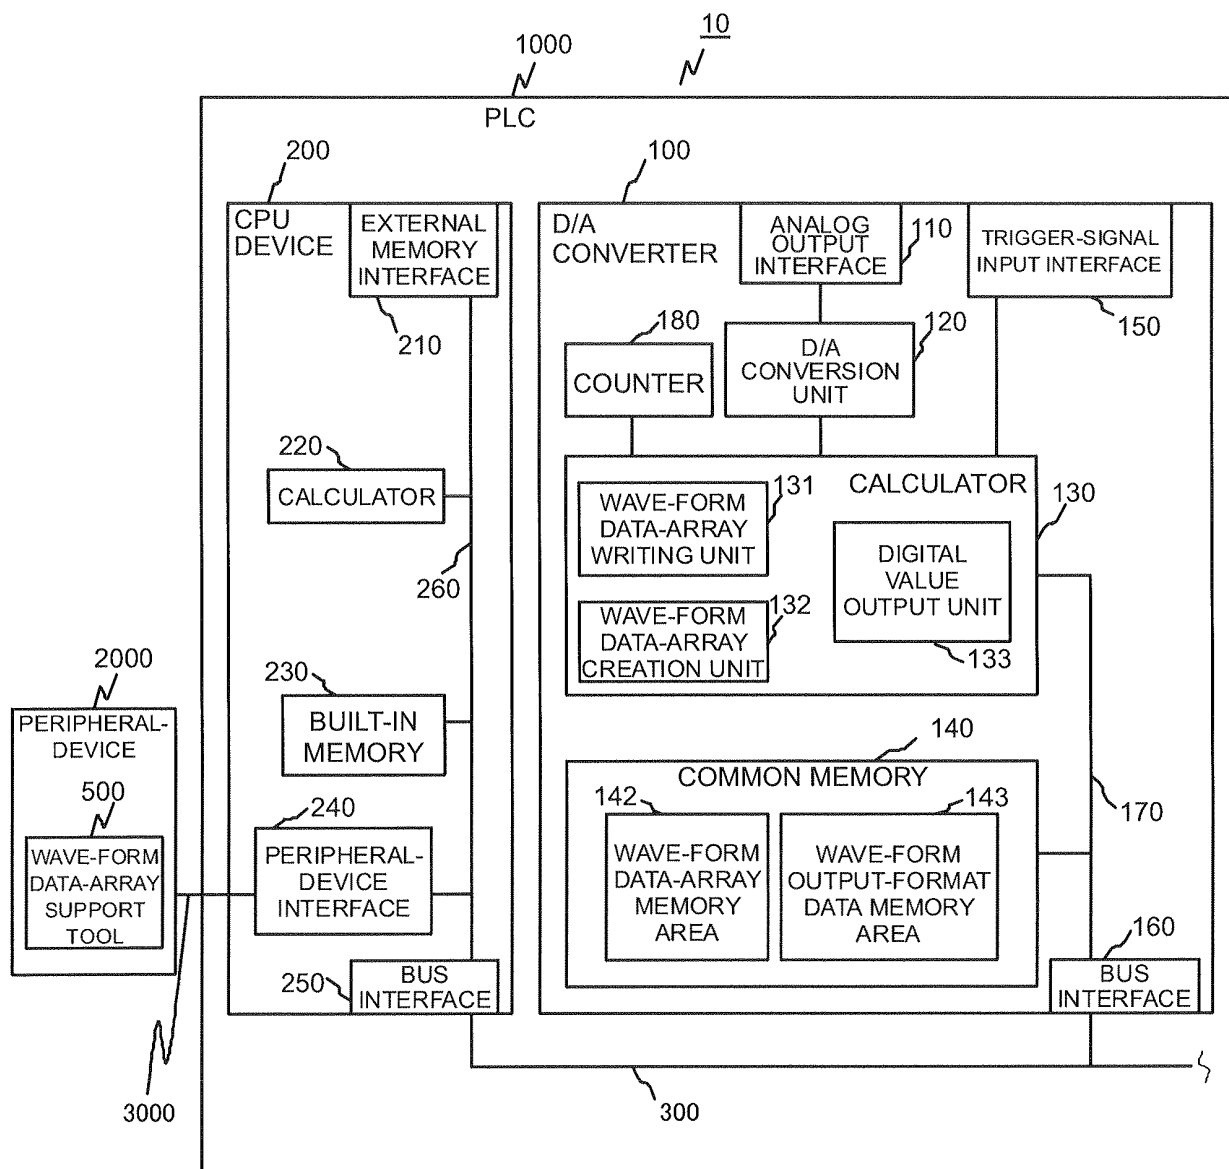 10
1000
PLC
200
CPU
DEVICE
EXTERNAL
MEMORY
INTERFACE
210
220
CALCULATOR
260
230
BUILT-IN
MEMORY
240
PERIPHERAL-
DEVICE
INTERFACE
250
BUS
INTERFACE
2000
PERIPHERAL-
DEVICE
500
WAVE-FORM
DATA-ARRAY
SUPPORT
TOOL
3000
100
D/A
CONVERTER
ANALOG
OUTPUT
INTERFACE
110
TRIGGER-SIGNAL
INPUT INTERFACE
150
180
COUNTER
120
D/A
CONVERSION
UNIT
CALCULATOR
130
131
WAVE-FORM
DATA-ARRAY
WRITING UNIT
132
WAVE-FORM
DATA-ARRAY
CREATION UNIT
DIGITAL
VALUE
OUTPUT UNIT
133
140
COMMON MEMORY
142
WAVE-FORM
DATA-ARRAY
MEMORY
AREA
143
WAVE-FORM
OUTPUT-FORMAT
DATA MEMORY
AREA
170
160
BUS
INTERFACE
300